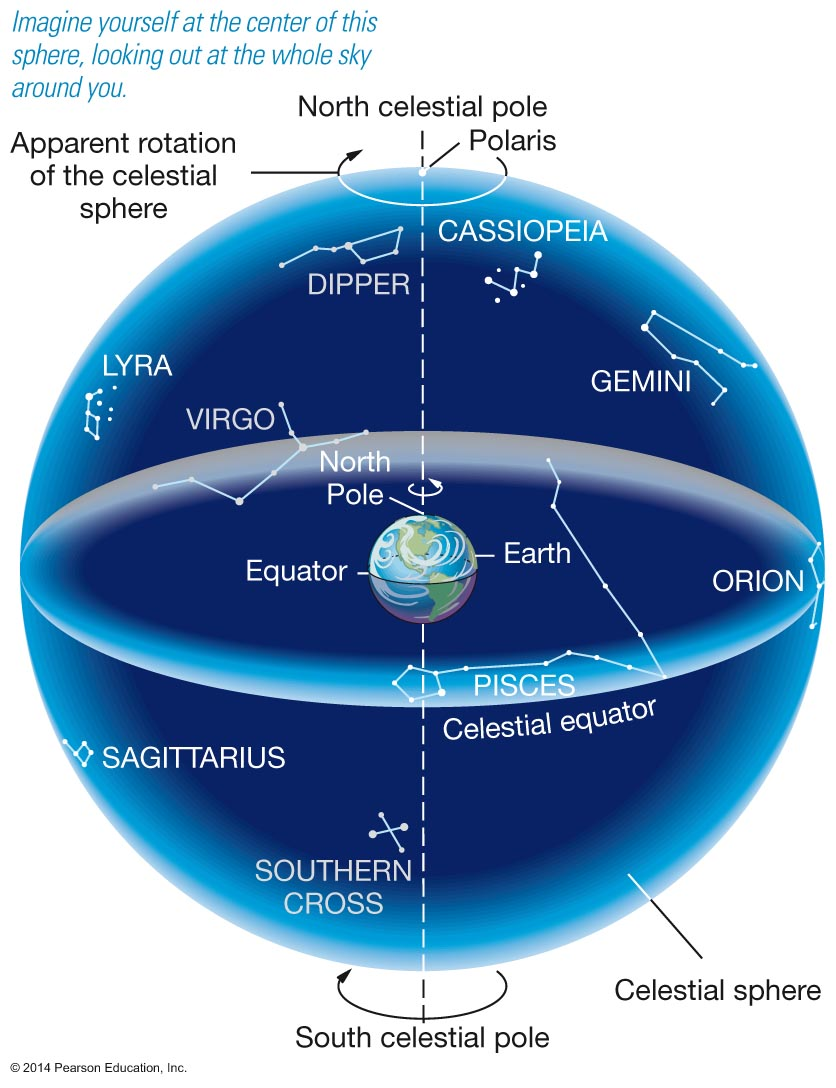 Imagine yourself at the center of this
sphere, looking out at the whole sky
around you.
North celestial pole
Polaris
Apparent rotation
of the celestial
sphere
CASSIOPEIA
DIPPER
LYRA
GEMINI
VIRGO
North
Pole
Earth
Equator
ORION
PISCES
Celestial equator
SAGITTARIUS
SOUTHERN
CROSS
Celestial sphere
South celestial pole
© 2014 Pearson Education, Inc.